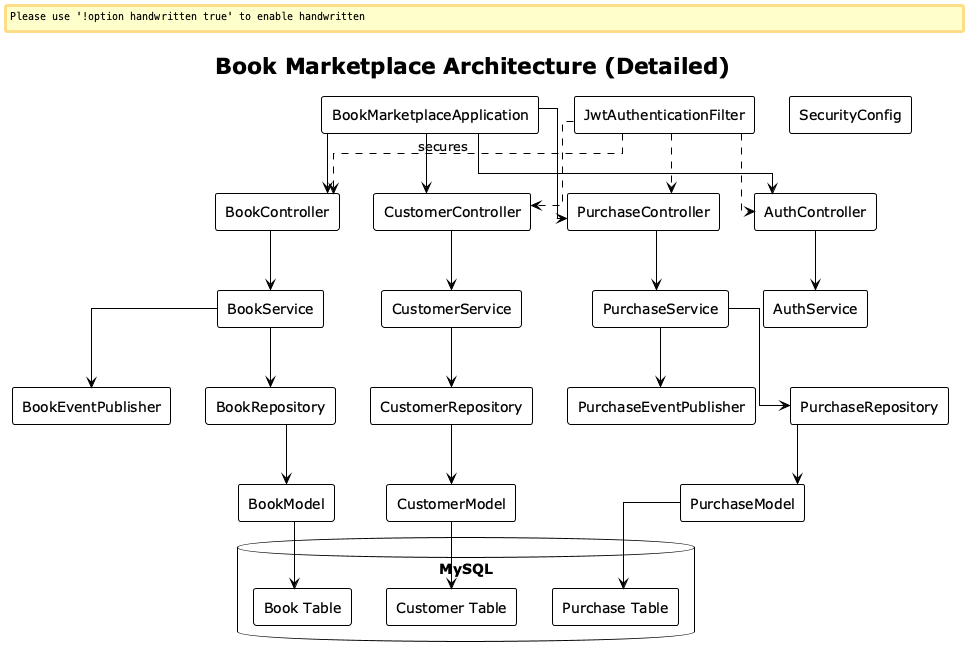 Please use '!option handwritten true' to enable handwritten
Book Marketplace Architecture (Detailed)
BookMarketplaceApplication
JwtAuthenticationFilter
SecurityConfig
secures
BookController
CustomerController
PurchaseController
AuthController
BookService
CustomerService
PurchaseService
AuthService
BookEventPublisher
BookRepository
CustomerRepository
PurchaseEventPublisher
PurchaseRepository
BookModel
CustomerModel
PurchaseModel
MySQL
Book Table
Customer Table
Purchase Table